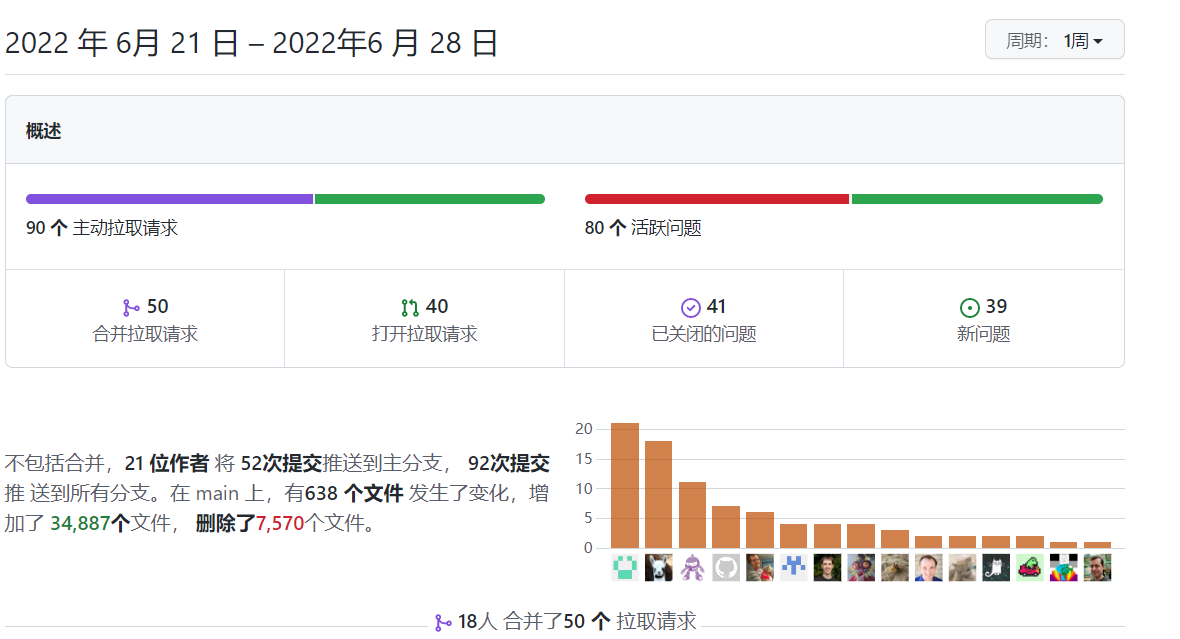 2022 年 6月 21 日 – 2022年6 月 28 日
周期： 1周
概述
90 个 主动拉取请求
80 个 活跃问题
50
合并拉取请求
40
打开拉取请求
41
已关闭的问题
39
新问题
不包括合并，21 位作者 将 52次提交推送到主分支， 92次提交
推 送到所有分支。在 main 上，有638 个文件 发生了变化，增
加了 34,887个文件， 删除了7,570个文件。
20
15
10
5
0
18人 合并了50 个 拉取请求